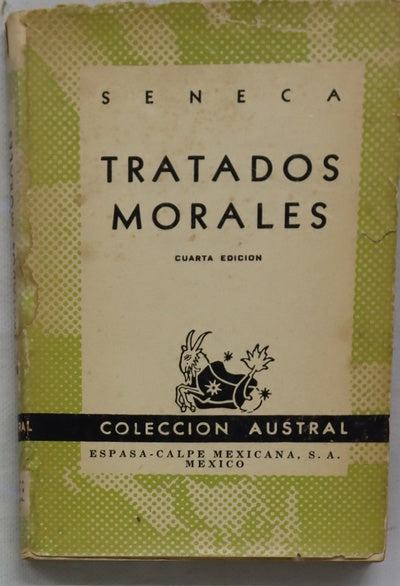 SENECA
TRATADOS
MORALES
CUARTA EDICION
COLECCION AUSTRAL
ESPASA-CALPE MEXICANA, S. A.
MEXICO